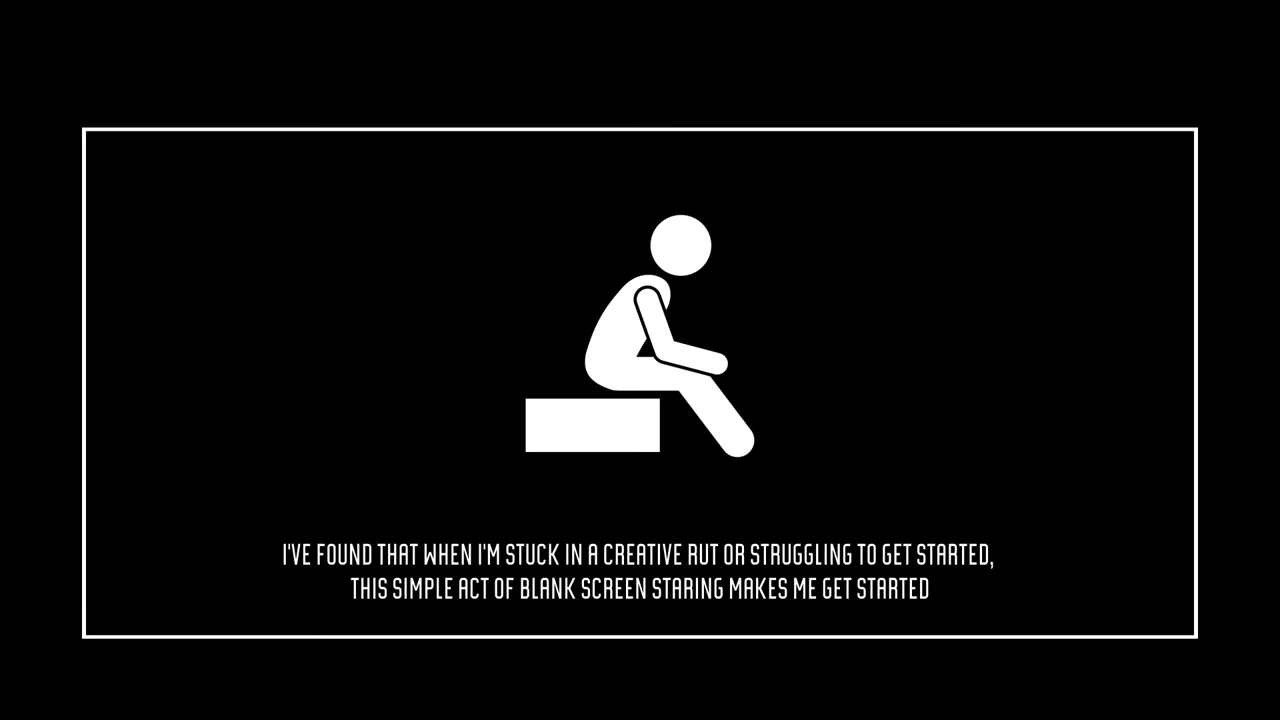 I'VE FOUND THAT WHEN I'M STUCK IN A CREATIVE RUT OR STRUGGLING TO GET STARTED,
THIS SIMPLE ACT OF BLANK SCREEN STARING MAKES ME GET STARTED